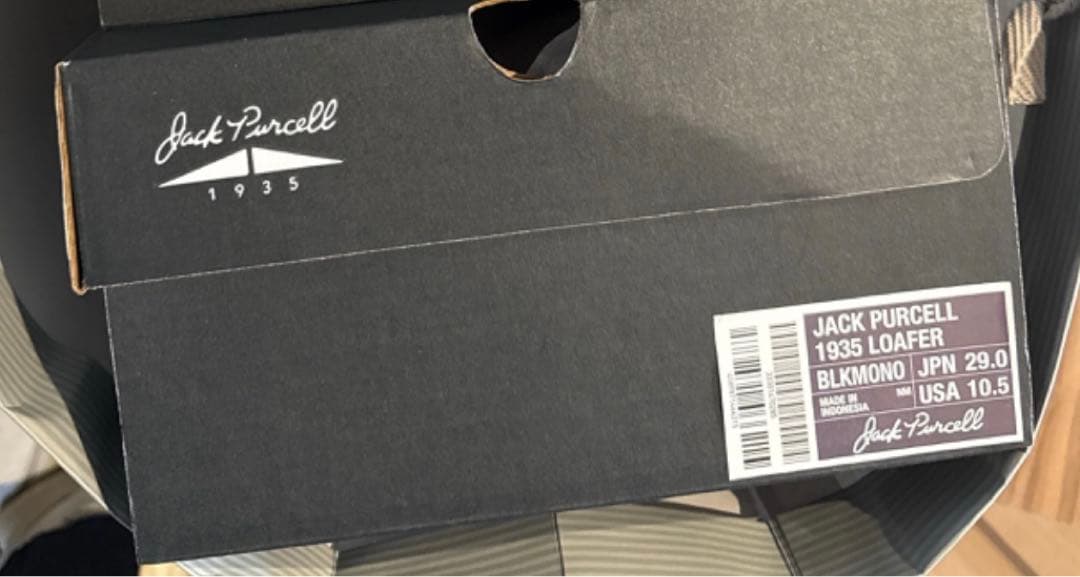 Jack Purcell
1935
JACK PURCELL
1935 LOAFER
BLKMONO JPN 29.0
MADE IN INDONESIA NM USA 10.5
Jack Purcell